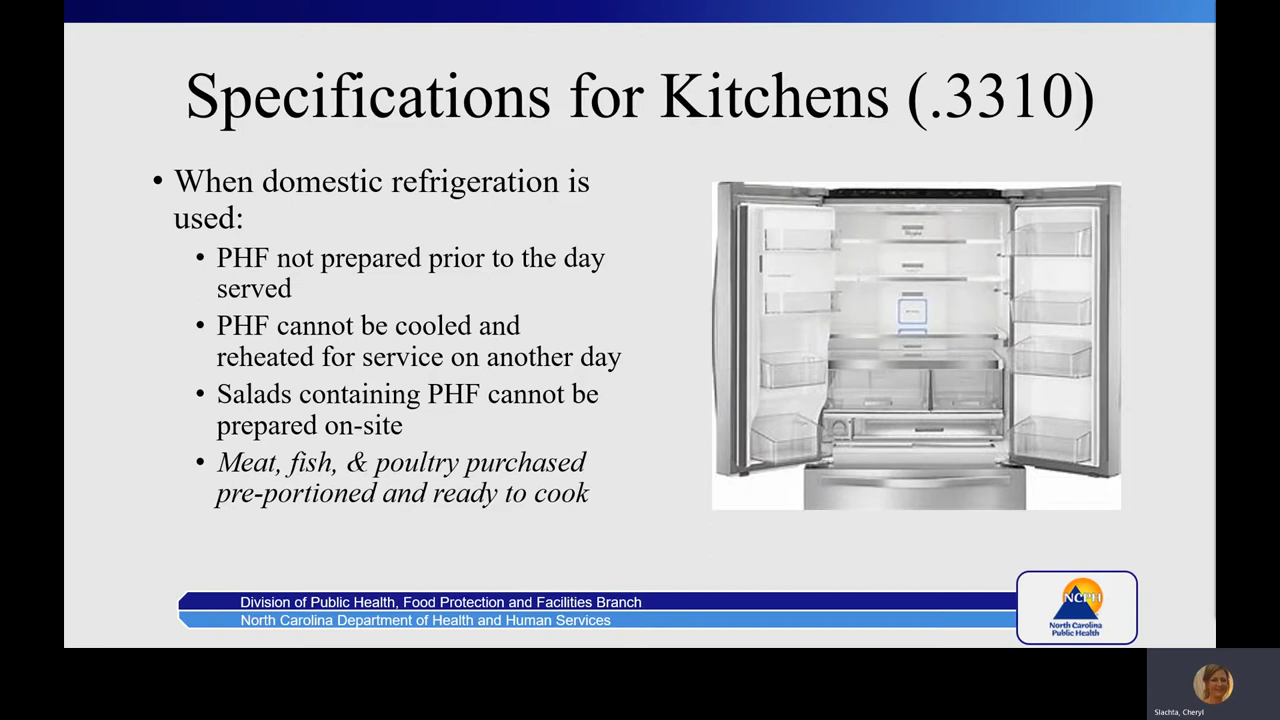 Specifications for Kitchens (.3310)
• When domestic refrigeration is
used:
• PHF not prepared prior to the day
served
• PHF cannot be cooled and
reheated for service on another day
• Salads containing PHF cannot be
prepared on-site
• Meat, fish, & poultry purchased
pre-portioned and ready to cook
Division of Public Health, Food Protection and Facilities Branch
North Carolina Department of Health and Human Services
NCPH
North Carolina
Public Health
Slachta, Cheryl